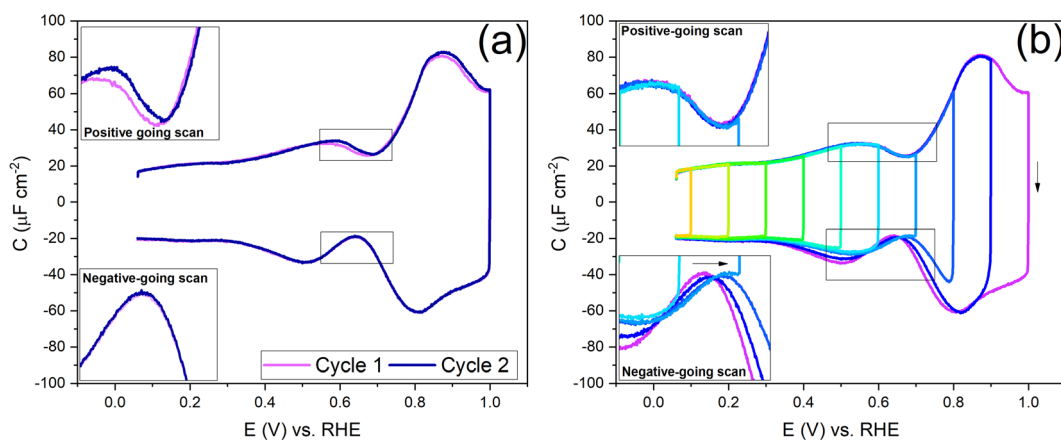 (a)
100
80
60
40
20
0
-20
-40
-60
-80
-100
C (μF cm-2)
Positive going scan
Negative-going scan
Cycle 1
Cycle 2
0.0 0.2 0.4 0.6 0.8 1.0
E (V) vs. RHE
(b)
100
80
60
40
20
0
-20
-40
-60
-80
-100
C (μF cm-2)
Positive-going scan
Negative-going scan
0.0 0.2 0.4 0.6 0.8 1.0
E (V) vs. RHE